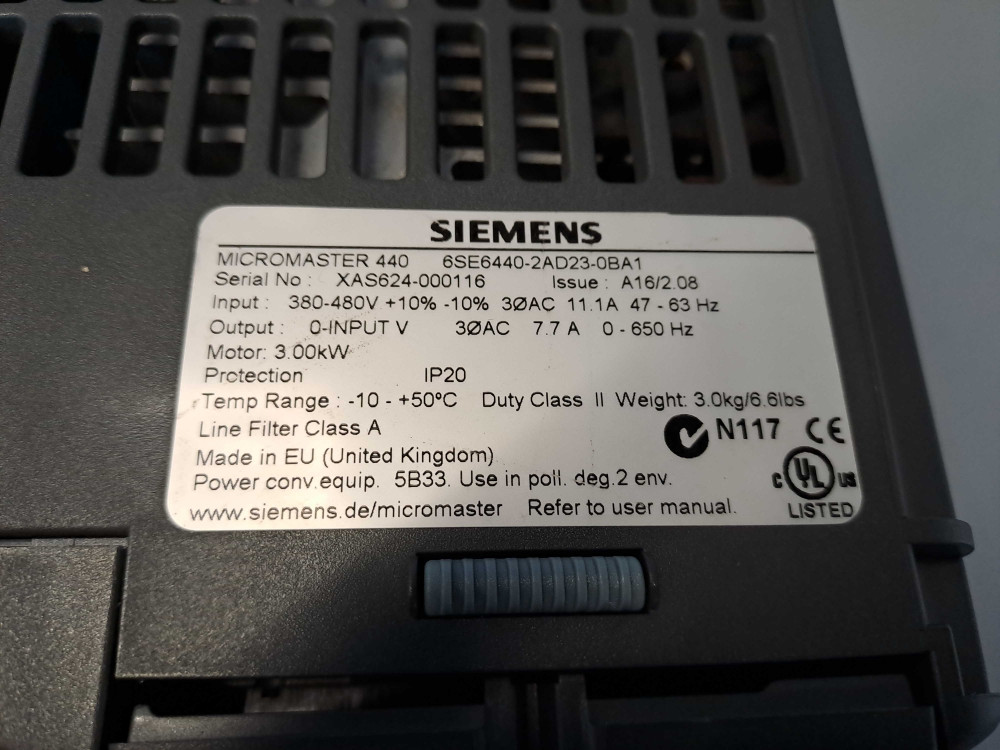 SIEMENS
MICROMASTER 440 6SE6440-2AD23-0BA1
Serial No : XAS624-000116 Issue : A16/2.08
Input : 380-480V +10% -10% 3ØAC 11.1A 47 - 63 Hz
Output : 0-INPUT V 3ØAC 7.7 A 0 - 650 Hz
Motor: 3.00kW
Protection IP20
Temp Range : -10 - +50°C Duty Class II Weight: 3.0kg/6.6lbs
Line Filter Class A
N117 CE
Made in EU (United Kingdom)
Power conv.equip. 5B33. Use in poll. deg.2 env.
C UL US
www.siemens.de/micromaster Refer to user manual.
LISTED